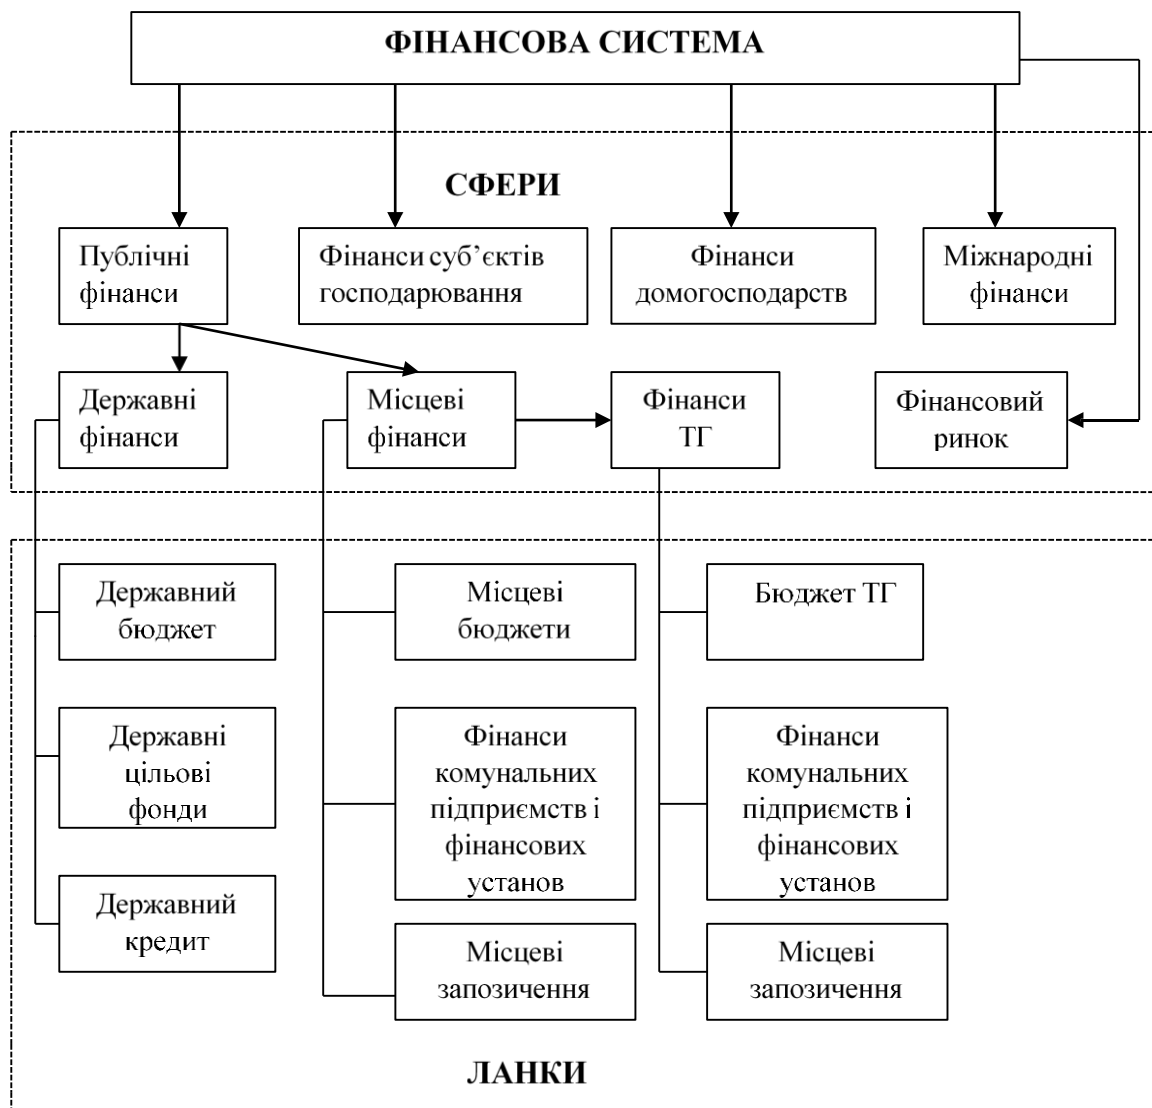 ФІНАНСОВА СИСТЕМА
СФЕРИ
Публічні
фінанси
Фінанси суб’єктів
господарювання
Фінанси
домогосподарств
Міжнародні
фінанси
Державні
фінанси
Місцеві
фінанси
Фінанси
ТГ
Фінансовий
ринок
Державний
бюджет
Місцеві
бюджети
Бюджет ТГ
Державні
цільові
фонди
Фінанси
комунальних
підприємств і
фінансових
установ
Фінанси
комунальних
підприємств і
фінансових
установ
Державний
кредит
Місцеві
запозичення
Місцеві
запозичення
ЛАНКИ